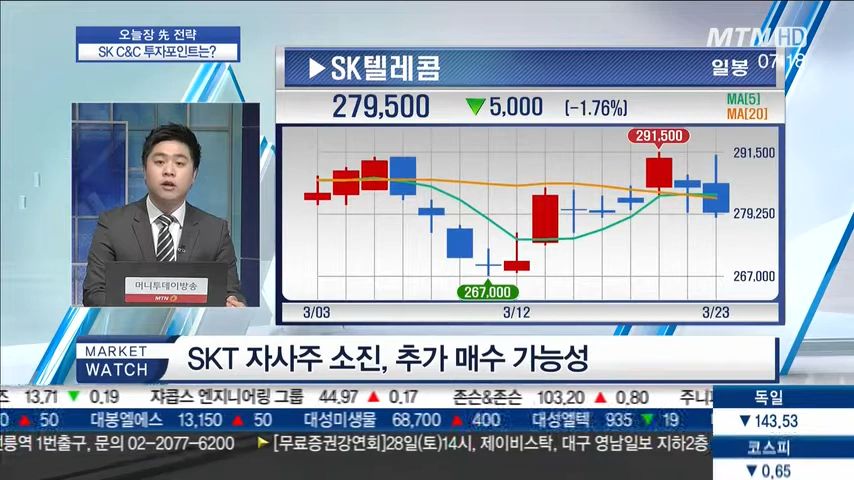 오늘장 先 전략
SK C&C 투자포인트는?
MTN HD
07:18
▶SK텔레콤
일봉
279,500 ▼5,000 (-1.76%)
MA[5]
MA[20]
291,500
291,500
279,250
267,000
267,000
3/03 3/12 3/23
머니투데이방송
MTN
MARKET
WATCH
SKT 자사주 소진, 추가 매수 가능성
즈 13,71 ▼ 0.19 자콥스 엔지니어링 그룹 44,97 ▲ 0.17 존슨&존슨 103,20 ▲ 0,80 주니
0 ▲ 50 대봉엘에스 13,150 ▲ 50 대성미생물 68,700 ▲ 400 대성엘텍 935 ▼ 19
릉역 1번출구, 문의 02-2077-6200 ▶[무료증권강연회]28일(토)14시, 제이비스탁, 대구 영남일보 지하2층
독일
▼143,53
코스피
▼0,65